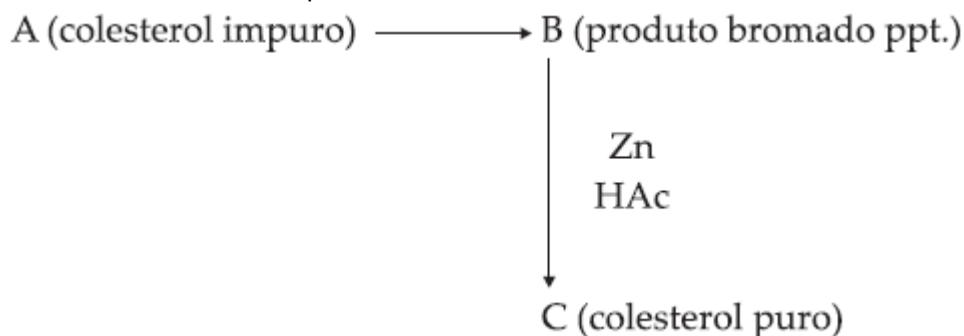 A (colesterol impuro) ⟶ B (produto bromado ppt.)
Zn
HAc
C (colesterol puro)